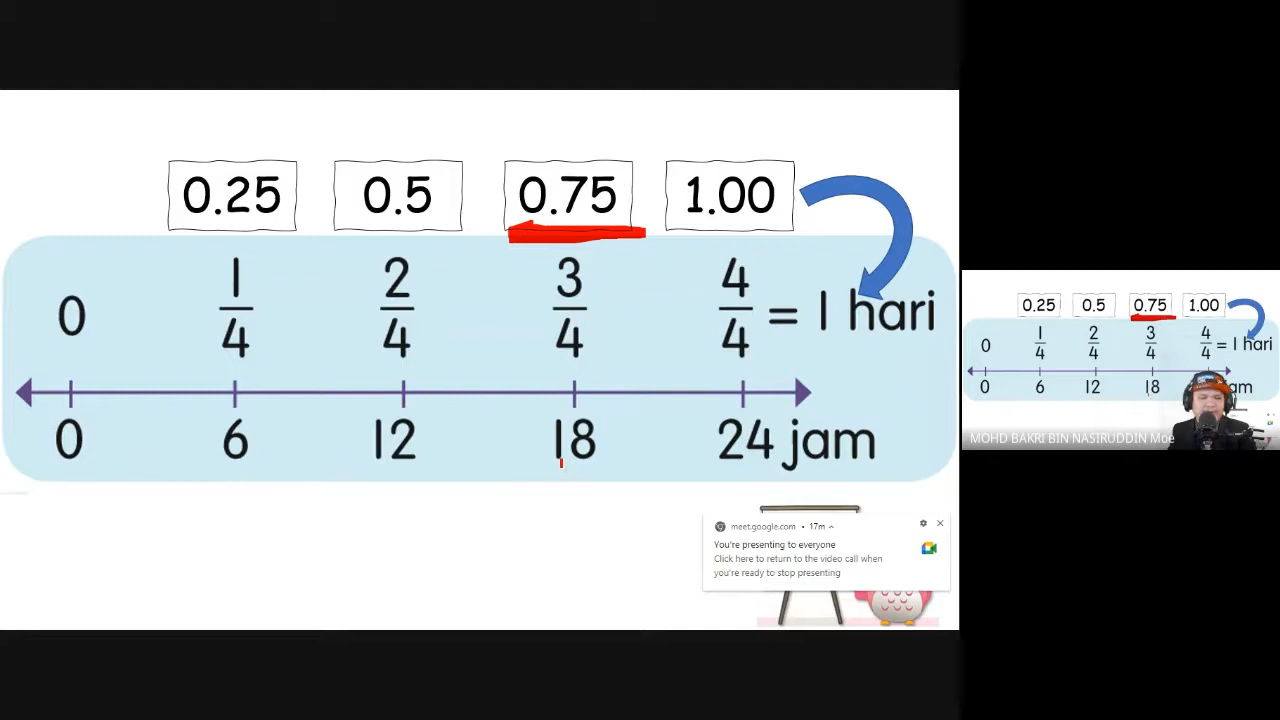 0.25 0.5 0.75 1.00
0 1/4 2/4 3/4 4/4 = 1 hari
0 6 12 18 24 jam
meet.google.com • 17m
You're presenting to everyone
Click here to return to the video call when
you're ready to stop presenting
0.25 0.5 0.75 1.00
0 1/4 2/4 3/4 4/4 = 1 hari
0 6 12 18 am
MOHD BAKRI BIN NASIRUDDIN Moe